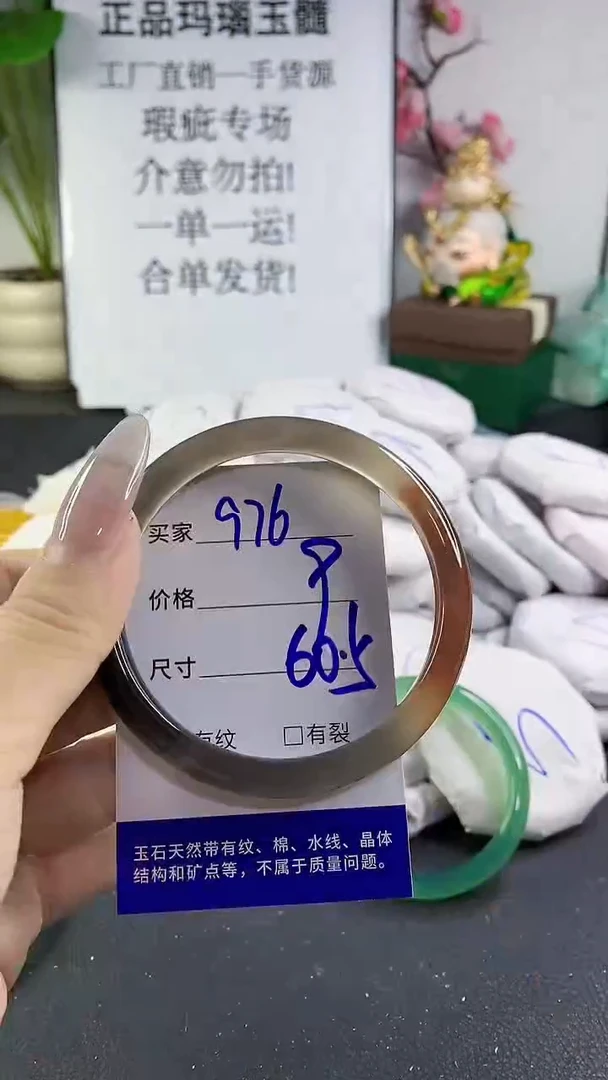 正品玛瑙玉髓
工厂直销一手货源
瑕疵专场
介意勿拍!
一单一运!
合单发货!
买家 976
价格
尺寸 60.5
有纹 □有裂
玉石天然带有纹、棉、水线、晶体
结构和矿点等，不属于质量问题。